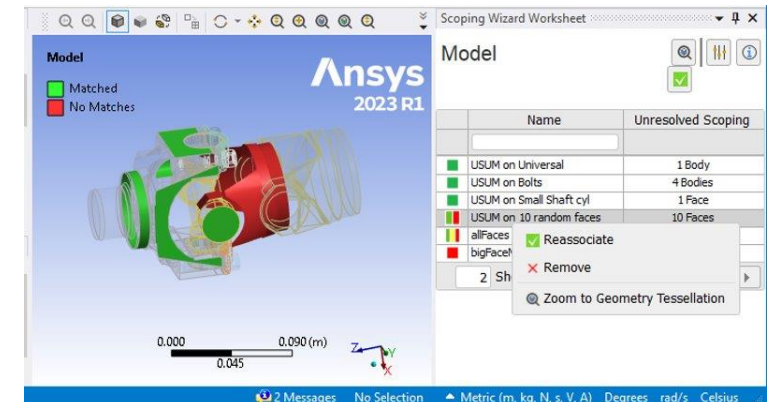 Scoping Wizard Worksheet
Model
Matched
No Matches
Ansys
2023 R1
0.000
0.090 (m)
0.045
Z
Y
X
Model
Name
Unresolved Scoping
USUM on Universal
1 Body
USUM on Bolts
4 Bodies
USUM on Small Shaft cyl
1 Face
USUM on 10 random faces
10 Faces
allFaces
Reassociate
Remove
Zoom to Geometry Tessellation
2
2 Messages
No Selection
Metric (m, kg, N, s, V, A)
Degrees
rad/s
Celsius